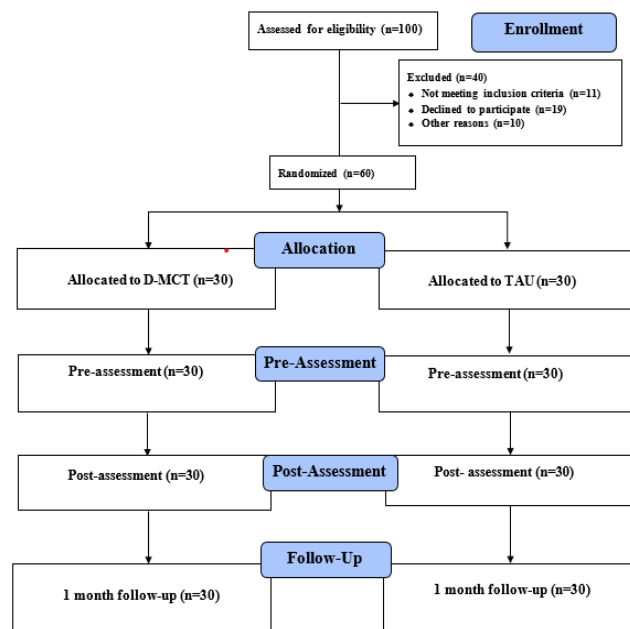 Assessed for eligibility (n=100)
Enrollment
Excluded (n=40)
◆ Not meeting inclusion criteria (n=11)
◆ Declined to participate (n=19)
◆ Other reasons (n=10)
Randomized (n=60)
Allocation
Allocated to D-MCT (n=30)
Allocated to TAU (n=30)
Pre-Assessment
Pre-assessment (n=30)
Pre-assessment (n=30)
Post-Assessment
Post-assessment (n=30)
Post- assessment (n=30)
Follow-Up
1 month follow-up (n=30)
1 month follow-up (n=30)